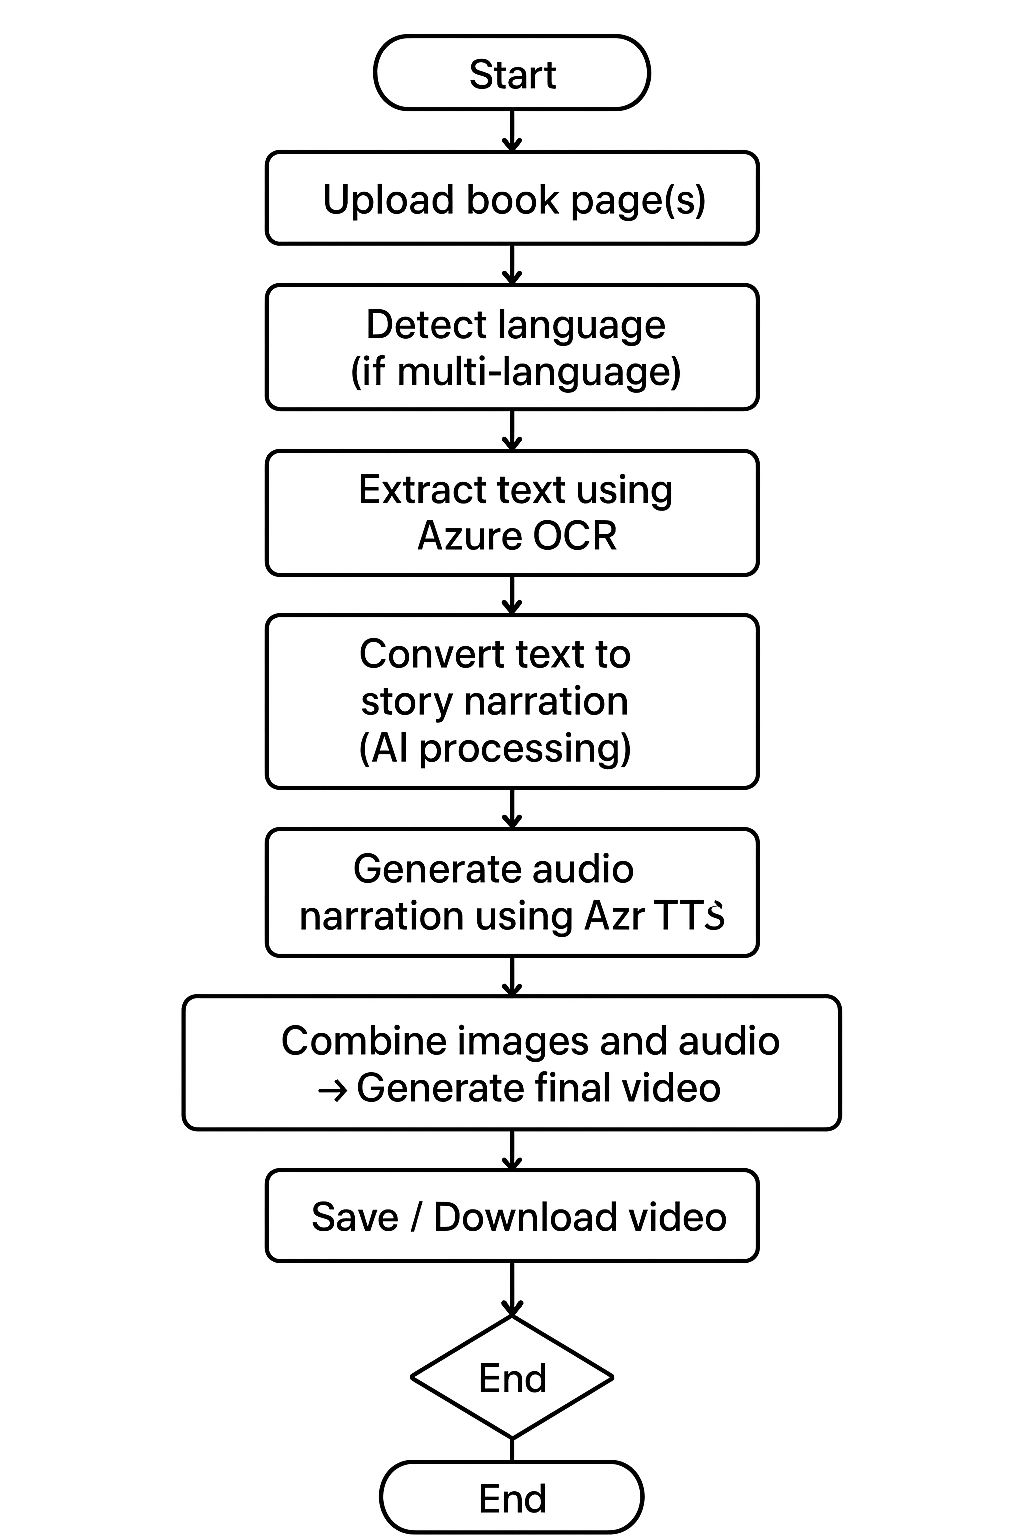 Start
Upload book page(s)
Detect language
(if multi-language)
Extract text using
Azure OCR
Convert text to
story narration
(AI processing)
Generate audio
narration using Azr TTS
Combine images and audio
→ Generate final video
Save / Download video
End
End